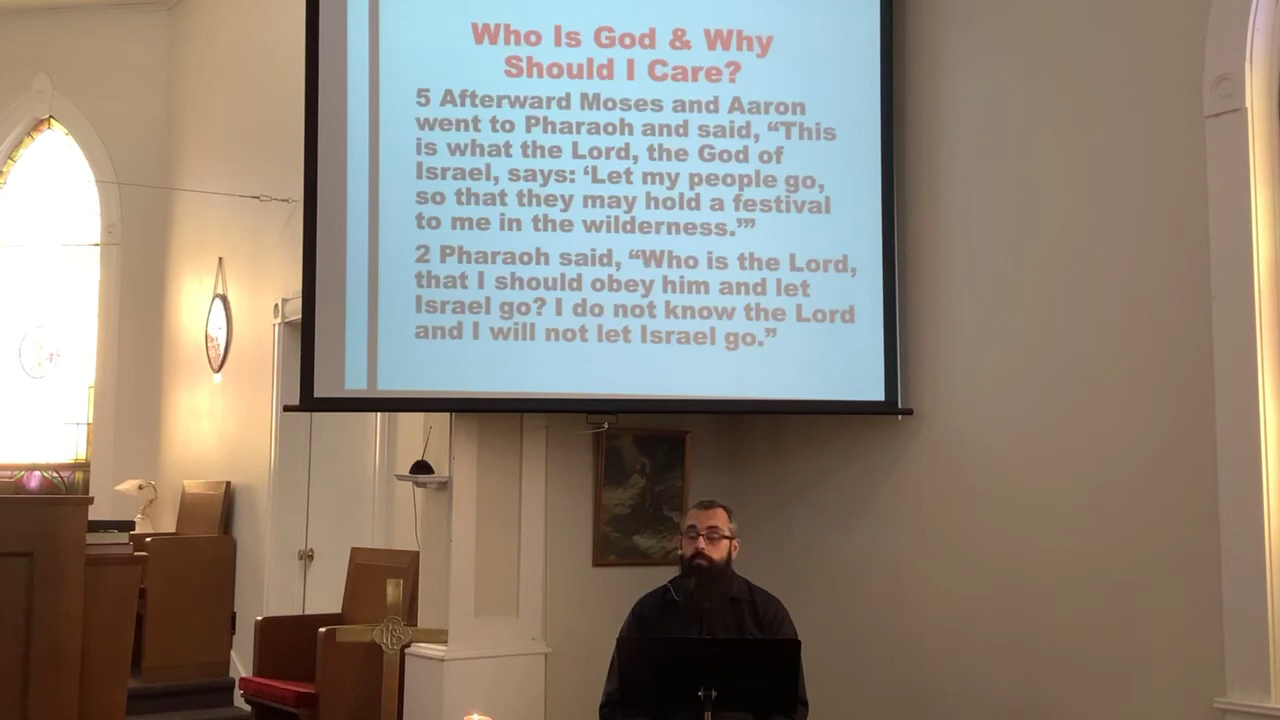 Who Is God & Why
Should I Care?
5 Afterward Moses and Aaron
went to Pharaoh and said, “This
is what the Lord, the God of
Israel, says: ‘Let my people go,
so that they may hold a festival
to me in the wilderness.’”
2 Pharaoh said, “Who is the Lord,
that I should obey him and let
Israel go? I do not know the Lord
and I will not let Israel go.”
IHS